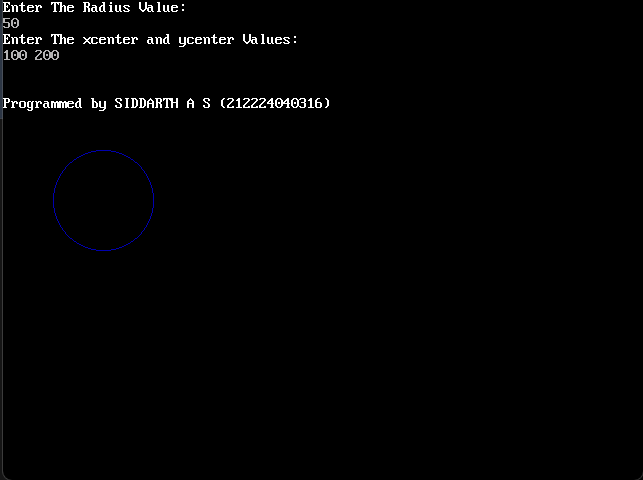 Enter The Radius Value:
50
Enter The xcenter and ycenter Values:
100 200
Programmed by SIDDARTH A S (212224040316)